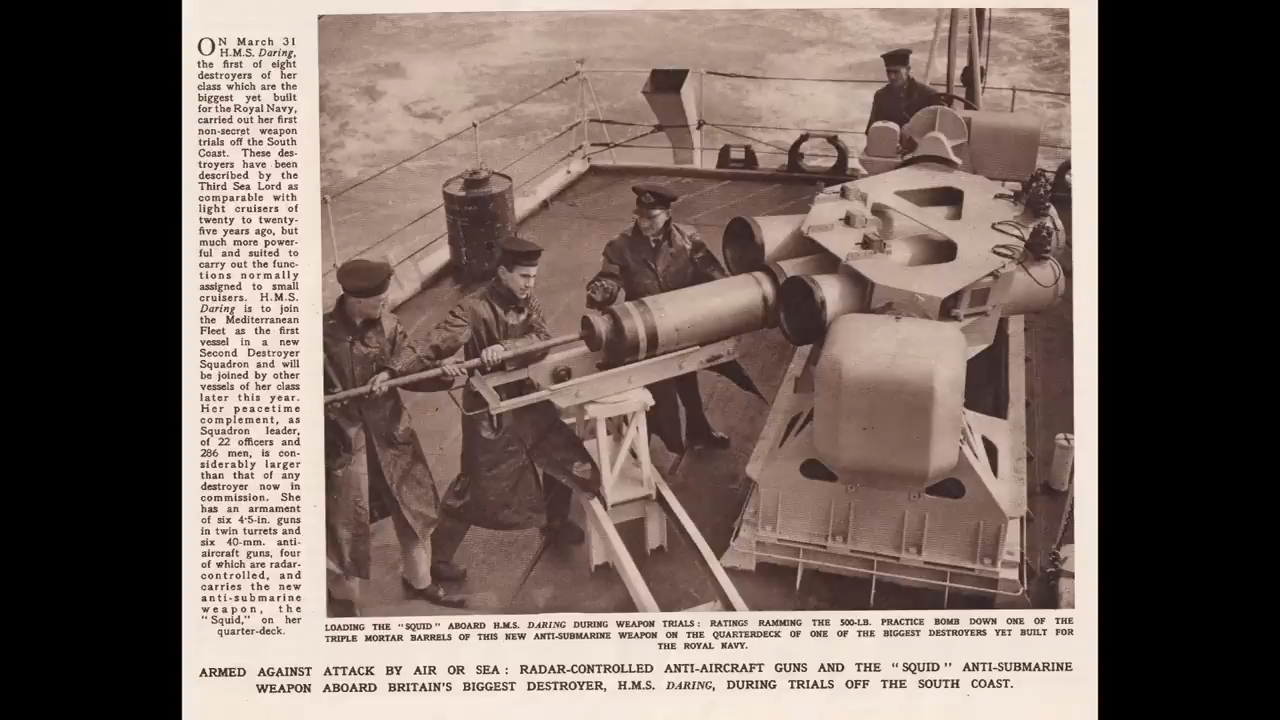 ON March 31
H.M.S. Daring,
the first of eight
destroyers of her
class which are the
biggest yet built
for the Royal Navy,
carried out her first
non-secret weapon
trials off the South
Coast. These des-
troyers have been
described by the
Third Sea Lord as
comparable with
light cruisers of
twenty to twenty-
five years ago, but
much more power-
ful and suited to
carry out the func-
tions normally
assigned to small
cruisers. H.M.S.
Daring is to join
the Mediterranean
Fleet as the first
vessel in a new
Second Destroyer
Squadron and will
be joined by other
vessels of her class
later this year.
Her peacetime
complement, as
Squadron leader,
of 22 officers and
286 men, is con-
siderably larger
than that of any
destroyer now in
commission. She
has an armament
of six 4·5-in. guns
in twin turrets and
six 40-mm. anti-
aircraft guns, four
of which are radar-
controlled, and
carries the new
anti-submarine
weapon, the
"Squid," on her
quarter-deck.
LOADING THE "SQUID" ABOARD H.M.S. DARING DURING WEAPON TRIALS: RATINGS RAMMING THE 500-LB. PRACTICE BOMB DOWN ONE OF THE
TRIPLE MORTAR BARRELS OF THIS NEW ANTI-SUBMARINE WEAPON ON THE QUARTERDECK OF ONE OF THE BIGGEST DESTROYERS YET BUILT FOR
THE ROYAL NAVY.
ARMED AGAINST ATTACK BY AIR OR SEA: RADAR-CONTROLLED ANTI-AIRCRAFT GUNS AND THE "SQUID" ANTI-SUBMARINE
WEAPON ABOARD BRITAIN'S BIGGEST DESTROYER, H.M.S. DARING, DURING TRIALS OFF THE SOUTH COAST.